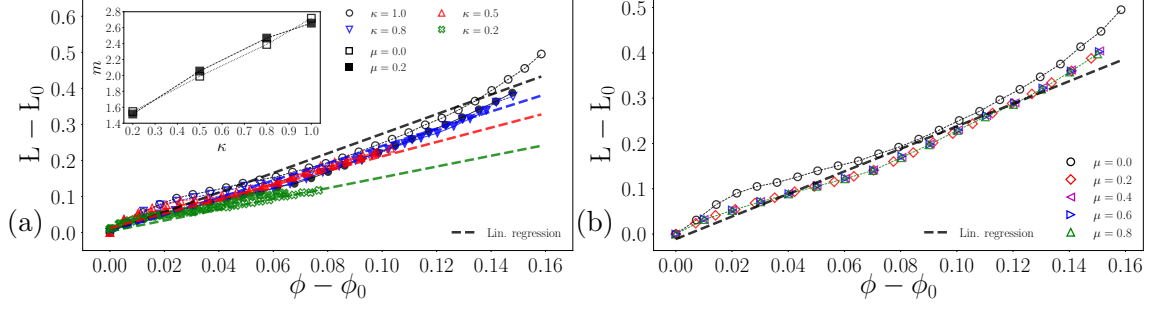 (a)
L − L₀
0.6
0.5
0.4
0.3
0.2
0.1
0.0
0.00 0.02 0.04 0.06 0.08 0.10 0.12 0.14 0.16
ϕ − ϕ₀
m
2.8
2.6
2.4
2.2
2.0
1.8
1.6
1.4
0.2 0.3 0.4 0.5 0.6 0.7 0.8 0.9 1.0
κ
κ = 1.0
κ = 0.8
κ = 0.5
κ = 0.2
μ = 0.0
μ = 0.2
Lin. regression
(b)
L − L₀
0.5
0.4
0.3
0.2
0.1
0.0
0.00 0.02 0.04 0.06 0.08 0.10 0.12 0.14 0.16
ϕ − ϕ₀
μ = 0.0
μ = 0.2
μ = 0.4
μ = 0.6
μ = 0.8
Lin. regression